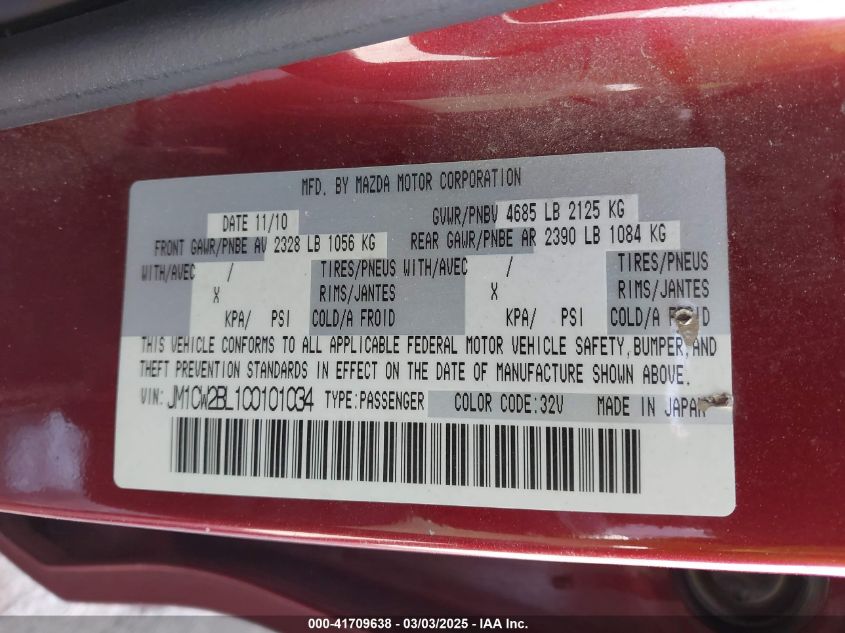 MFD. BY MAZDA MOTOR CORPORATION
DATE 11/10 GVWR/PNBV 4685 LB 2125 KG
FRONT GAWR/PNBE AV 2328 LB 1056 KG REAR GAWR/PNBE AR 2390 LB 1084 KG
WITH/AVEC / TIRES/PNEUS WITH/AVEC / TIRES/PNEUS
X RIMS/JANTES X RIMS/JANTES
KPA/ PSI COLD/A FROID KPA/ PSI COLD/A FROID
THIS VEHICLE CONFORMS TO ALL APPLICABLE FEDERAL MOTOR VEHICLE SAFETY, BUMPER, AND
THEFT PREVENTION STANDARDS IN EFFECT ON THE DATE OF MANUFACTURE SHOWN ABOVE.
VIN: JM1CW2BL1C0101034 TYPE:PASSENGER COLOR CODE:32V MADE IN JAPAN
000-41709638 - 03/03/2025 - IAA Inc.